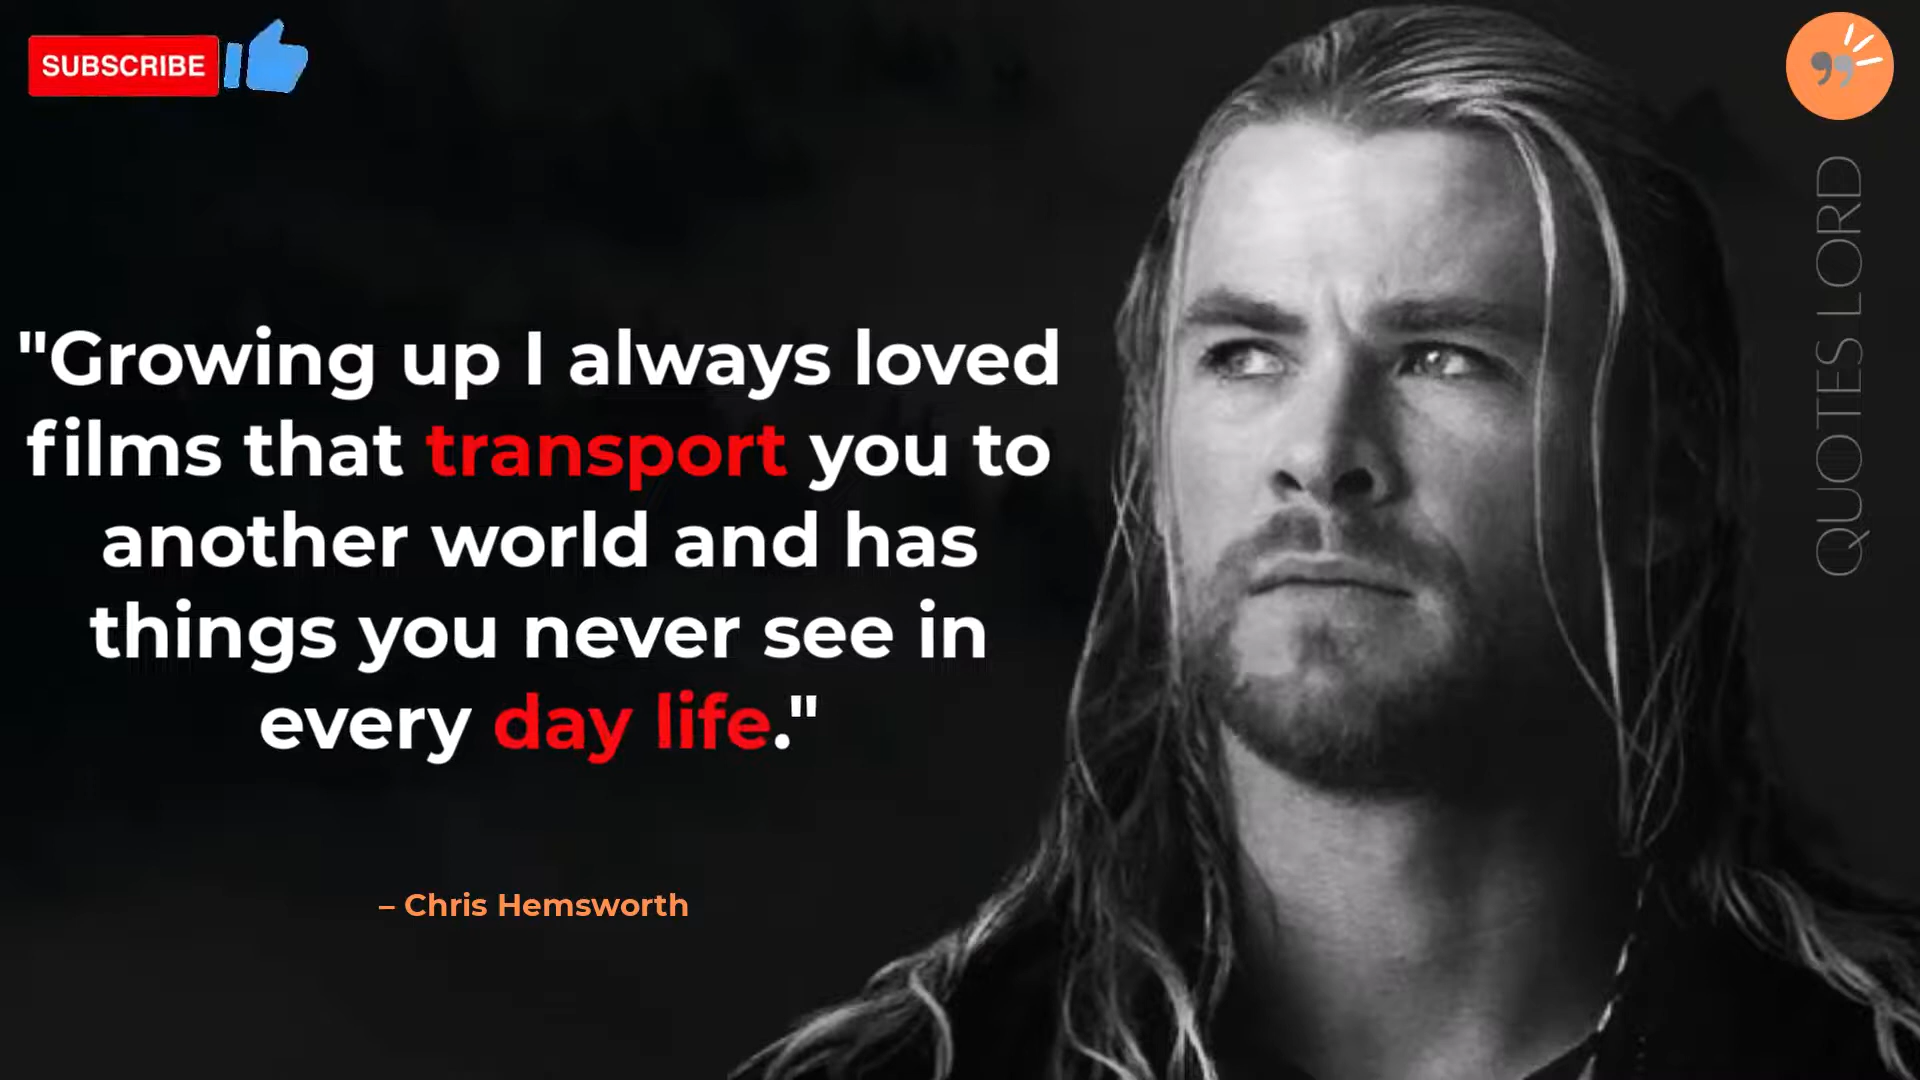 SUBSCRIBE
"Growing up I always loved
films that transport you to
another world and has
things you never see in
every day life."
– Chris Hemsworth
QUOTES LORD